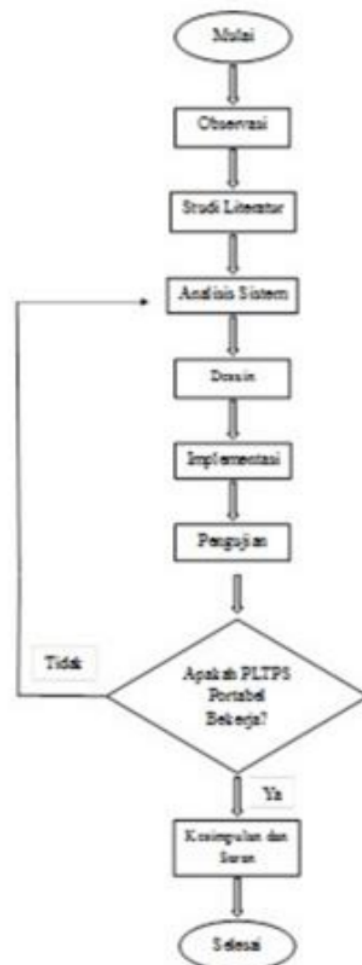 Mulai
Observasi
Studi Literatur
Analisis Sistem
Desain
Implementasi
Pengujian
Tidak
Apakah PLTPS
Portabel
Bekerja?
Ya
Kesimpulan dan
Saran
Selesai